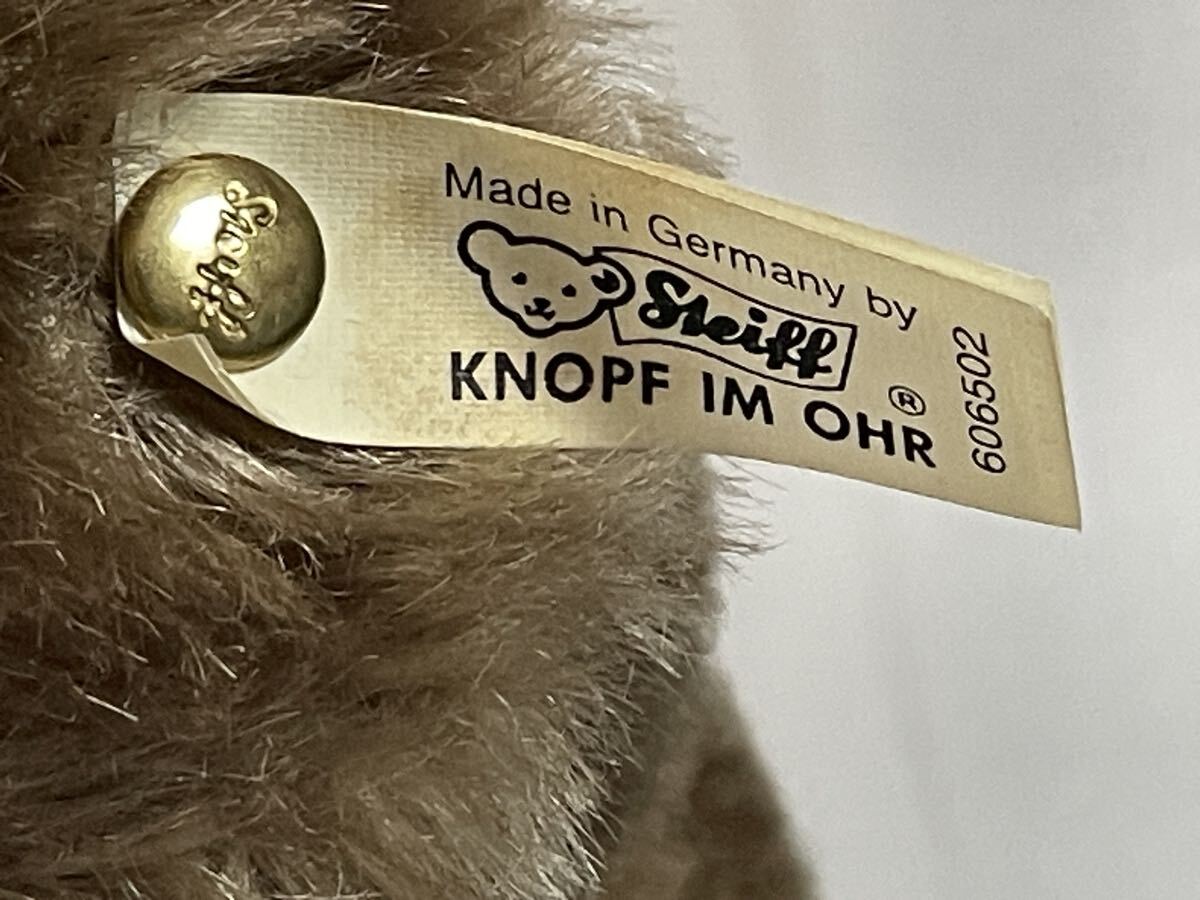 Steiff
Made in Germany by
Steiff
KNOPF IM OHR ®
606502